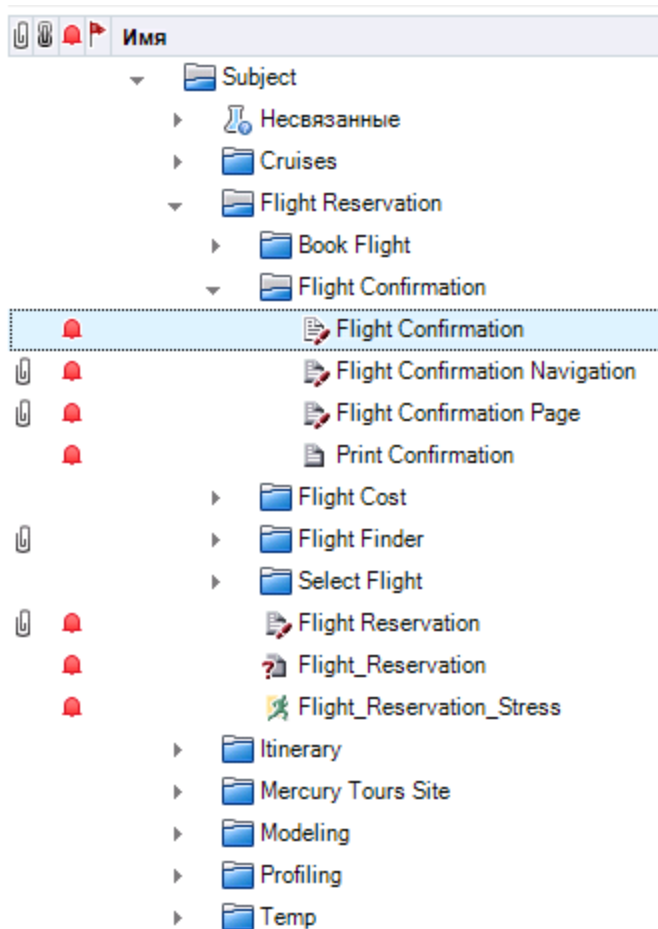 Имя
Subject
Несвязанные
Cruises
Flight Reservation
Book Flight
Flight Confirmation
Flight Confirmation
Flight Confirmation Navigation
Flight Confirmation Page
Print Confirmation
Flight Cost
Flight Finder
Select Flight
Flight Reservation
Flight_Reservation
Flight_Reservation_Stress
Itinerary
Mercury Tours Site
Modeling
Profiling
Temp